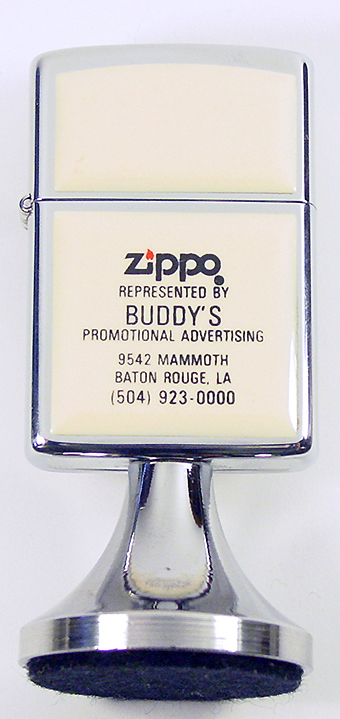 Zippo
REPRESENTED BY
BUDDY'S
PROMOTIONAL ADVERTISING
9542 MAMMOTH
BATON ROUGE, LA
(504) 923-0000